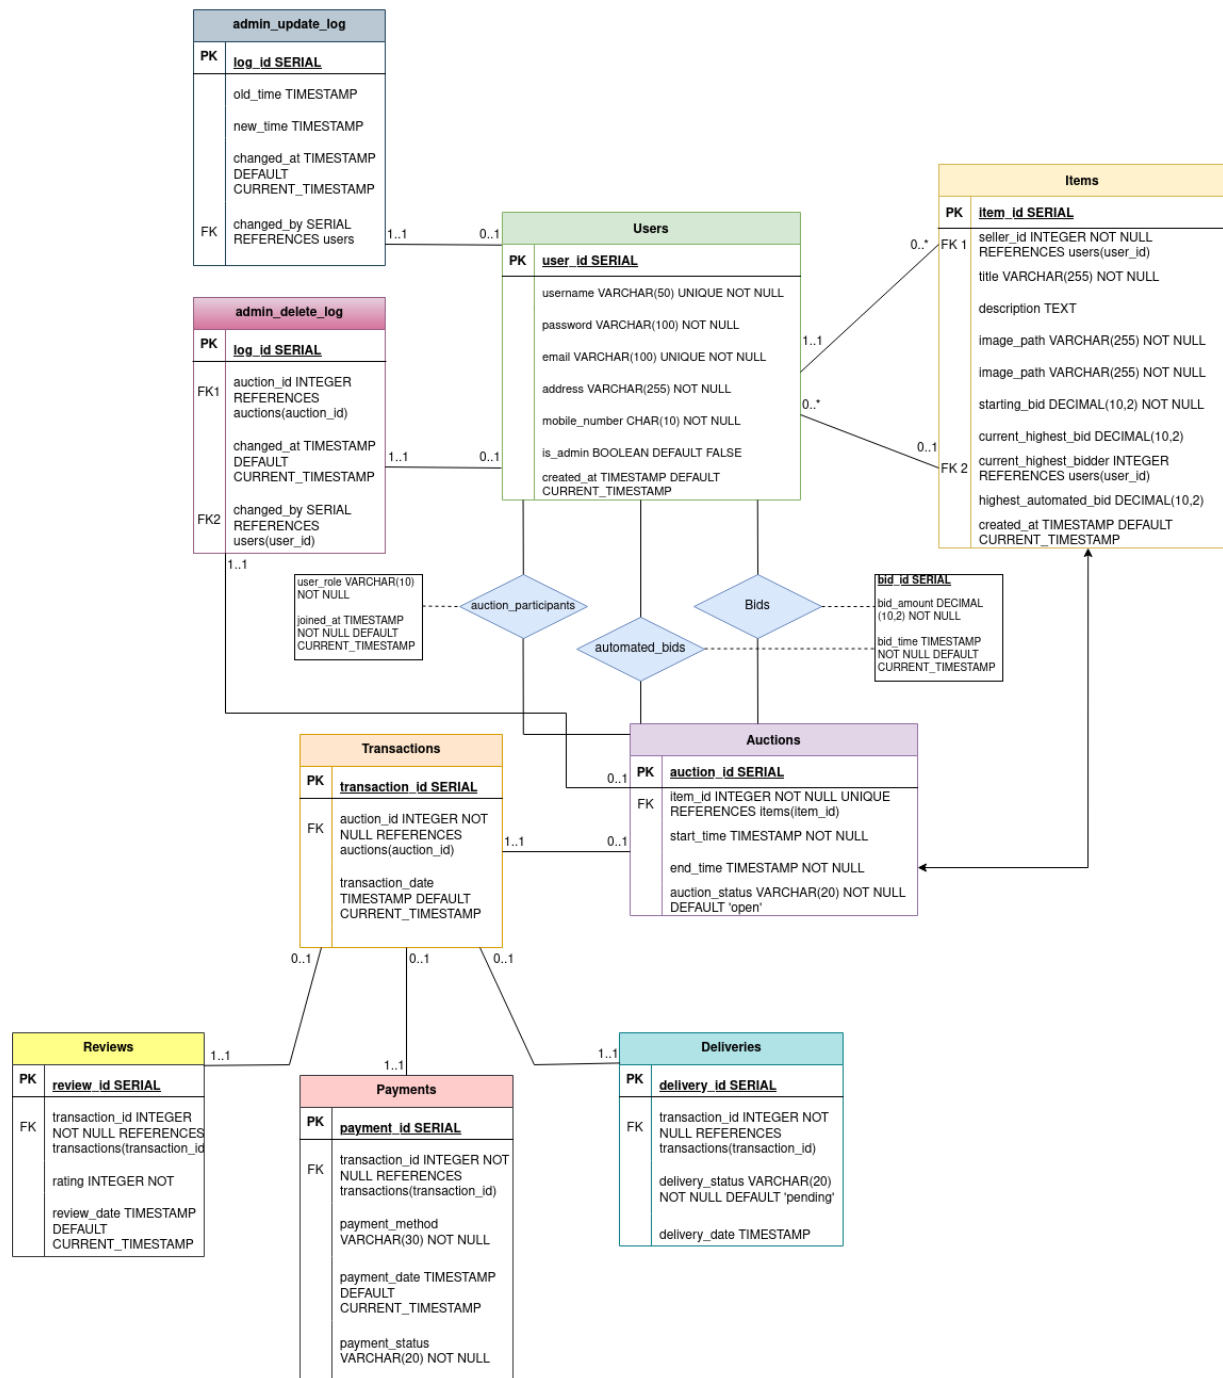 admin_update_log
PK
log_id SERIAL
old_time TIMESTAMP
new_time TIMESTAMP
changed_at TIMESTAMP
DEFAULT
CURRENT_TIMESTAMP
FK
changed_by SERIAL
REFERENCES users
1..1
0..1
admin_delete_log
PK
log_id SERIAL
FK1
auction_id INTEGER
REFERENCES
auctions(auction_id)
changed_at TIMESTAMP
DEFAULT
CURRENT_TIMESTAMP
FK2
changed_by SERIAL
REFERENCES
users(user_id)
1..1
0..1
1..1
Users
PK
user_id SERIAL
username VARCHAR(50) UNIQUE NOT NULL
password VARCHAR(100) NOT NULL
email VARCHAR(100) UNIQUE NOT NULL
address VARCHAR(255) NOT NULL
mobile_number CHAR(10) NOT NULL
is_admin BOOLEAN DEFAULT FALSE
created_at TIMESTAMP DEFAULT
CURRENT_TIMESTAMP
1..1
0..*
0..*
0..1
Items
PK
item_id SERIAL
FK 1
seller_id INTEGER NOT NULL
REFERENCES users(user_id)
title VARCHAR(255) NOT NULL
description TEXT
image_path VARCHAR(255) NOT NULL
image_path VARCHAR(255) NOT NULL
starting_bid DECIMAL(10,2) NOT NULL
current_highest_bid DECIMAL(10,2)
FK 2
current_highest_bidder INTEGER
REFERENCES users(user_id)
highest_automated_bid DECIMAL(10,2)
created_at TIMESTAMP DEFAULT
CURRENT_TIMESTAMP
user_role VARCHAR(10)
NOT NULL
joined_at TIMESTAMP
NOT NULL DEFAULT
CURRENT_TIMESTAMP
auction_participants
automated_bids
Bids
bid_id SERIAL
bid_amount DECIMAL
(10,2) NOT NULL
bid_time TIMESTAMP
NOT NULL DEFAULT
CURRENT_TIMESTAMP
Transactions
PK
transaction_id SERIAL
FK
auction_id INTEGER NOT
NULL REFERENCES
auctions(auction_id)
transaction_date
TIMESTAMP DEFAULT
CURRENT_TIMESTAMP
0..1
1..1
0..1
Auctions
PK
auction_id SERIAL
FK
item_id INTEGER NOT NULL UNIQUE
REFERENCES items(item_id)
start_time TIMESTAMP NOT NULL
end_time TIMESTAMP NOT NULL
auction_status VARCHAR(20) NOT NULL
DEFAULT 'open'
0..1
0..1
0..1
1..1
1..1
1..1
Reviews
PK
review_id SERIAL
FK
transaction_id INTEGER
NOT NULL REFERENCES
transactions(transaction_id
rating INTEGER NOT
review_date TIMESTAMP
DEFAULT
CURRENT_TIMESTAMP
Payments
PK
payment_id SERIAL
FK
transaction_id INTEGER NOT
NULL REFERENCES
transactions(transaction_id)
payment_method
VARCHAR(30) NOT NULL
payment_date TIMESTAMP
DEFAULT
CURRENT_TIMESTAMP
payment_status
VARCHAR(20) NOT NULL
Deliveries
PK
delivery_id SERIAL
FK
transaction_id INTEGER NOT
NULL REFERENCES
transactions(transaction_id)
delivery_status VARCHAR(20)
NOT NULL DEFAULT 'pending'
delivery_date TIMESTAMP